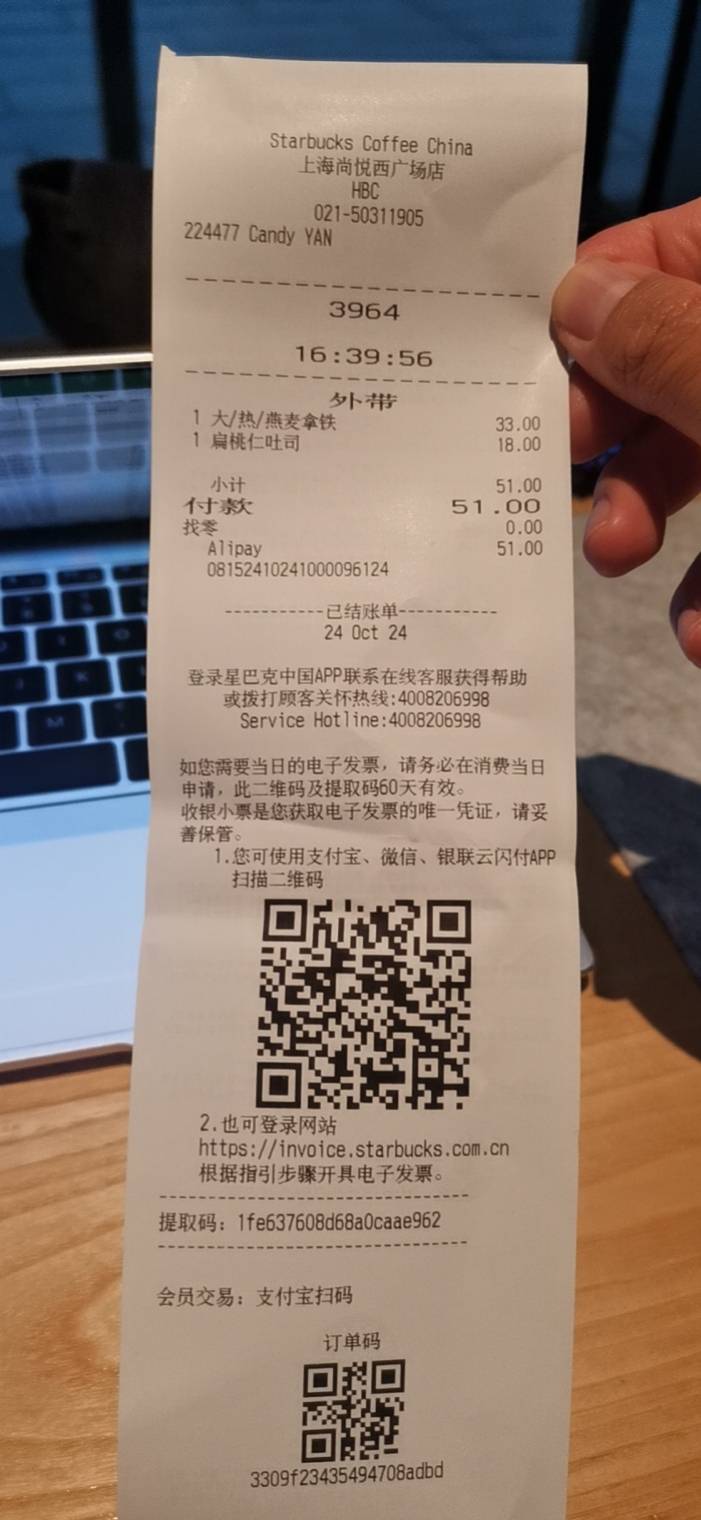 Starbucks Coffee China
上海尚悦西广场店
HBC
021-50311905
224477 Candy YAN
3964
16:39:56
外带
1 大/热/燕麦拿铁 33.00
1 扁桃仁吐司 18.00
小计 51.00
付款 51.00
找零 0.00
Alipay 51.00
08152410241000096124
-----------已结账单-----------
24 Oct 24
登录星巴克中国APP联系在线客服获得帮助
或拨打顾客关怀热线:4008206998
Service Hotline:4008206998
如您需要当日的电子发票，请务必在消费当日
申请，此二维码及提取码60天有效。
收银小票是您获取电子发票的唯一凭证，请妥
善保管。
1.您可使用支付宝、微信、银联云闪付APP
扫描二维码
2.也可登录网站
https://invoice.starbucks.com.cn
根据指引步骤开具电子发票。
提取码：1fe637608d68a0caae962
会员交易：支付宝扫码
订单码
3309f23435494708adbd